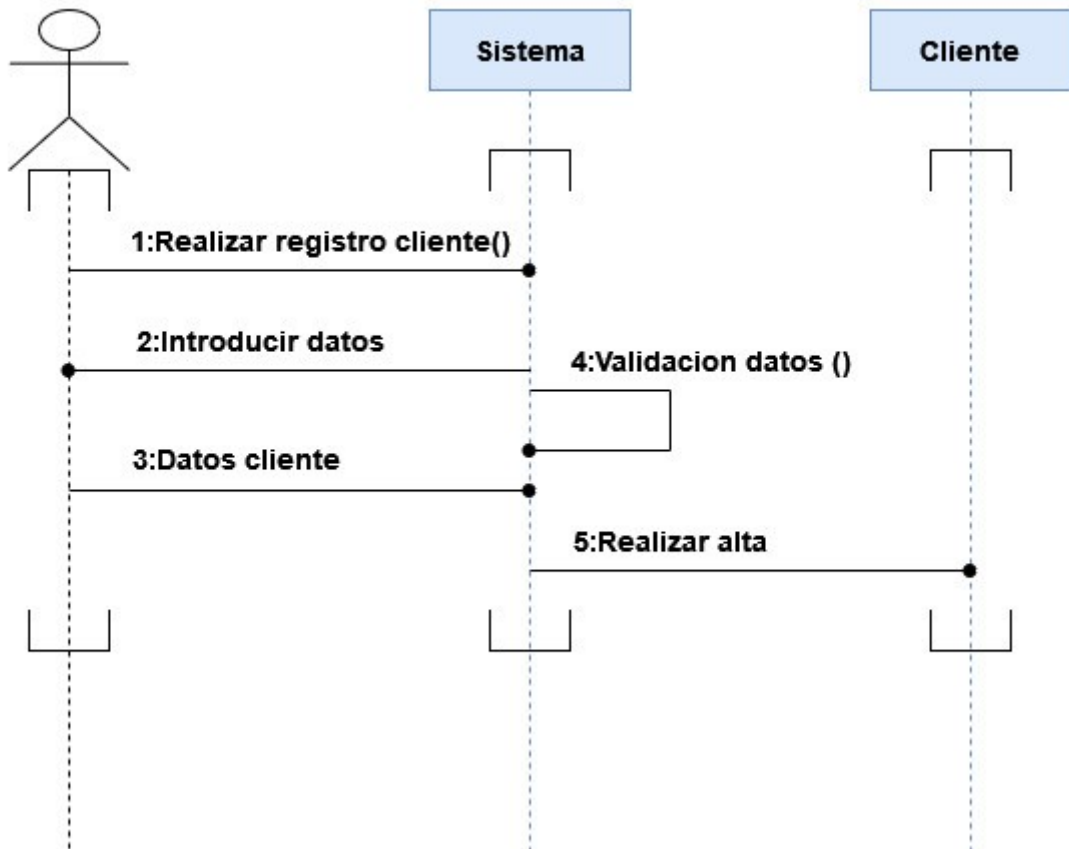 Sistema
Cliente
1:Realizar registro cliente()
2:Introducir datos
4:Validacion datos ()
3:Datos cliente
5:Realizar alta